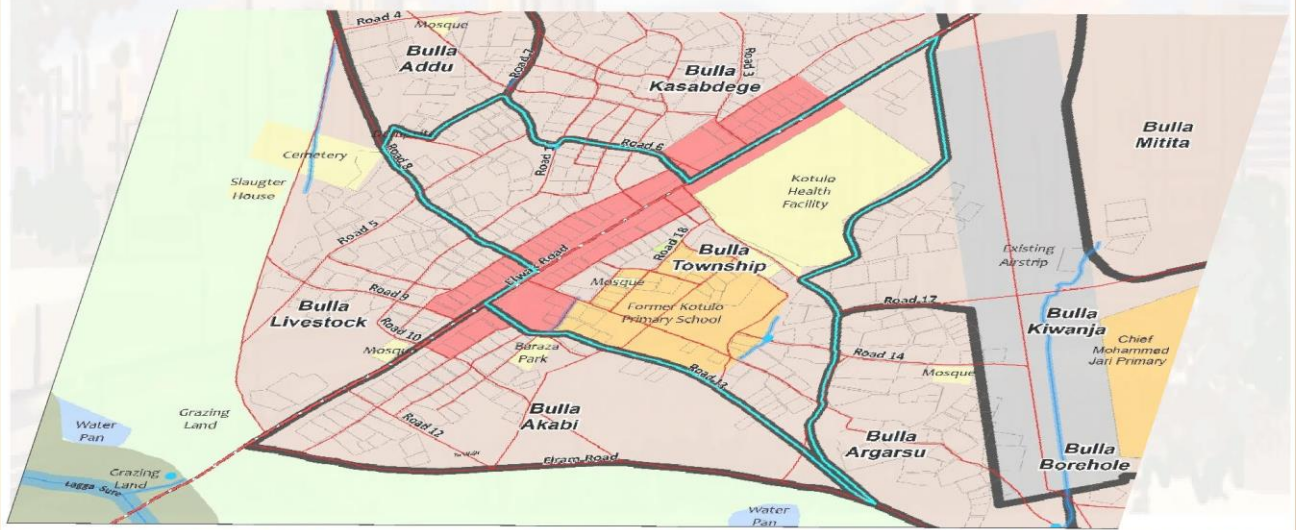 Road 4
Mosque
Bulla
Addu
Road 7
Bulla
Kasabdege
Road 3
Bulla
Mitita
Cemetery
Road 8
Road 6
Slaugter
House
Kotulo
Health
Facility
Road 5
Road 18
Bulla
Township
Existing
Airstrip
Elwak Road
Mosque
Road 9
Bulla
Livestock
Former Kotulo
Primary School
Road 17
Bulla
Kiwanja
Road 10
Mosque
Baraza
Park
Road 14
Mosque
Chief
Mohammed
Jari Primary
Road 13
Grazing
Land
Water
Pan
Bulla
Akabi
Road 12
Bulla
Argarsu
Bulla
Borehole
Elram Road
Grazing
Land
Lagga Sure
Water
Pan